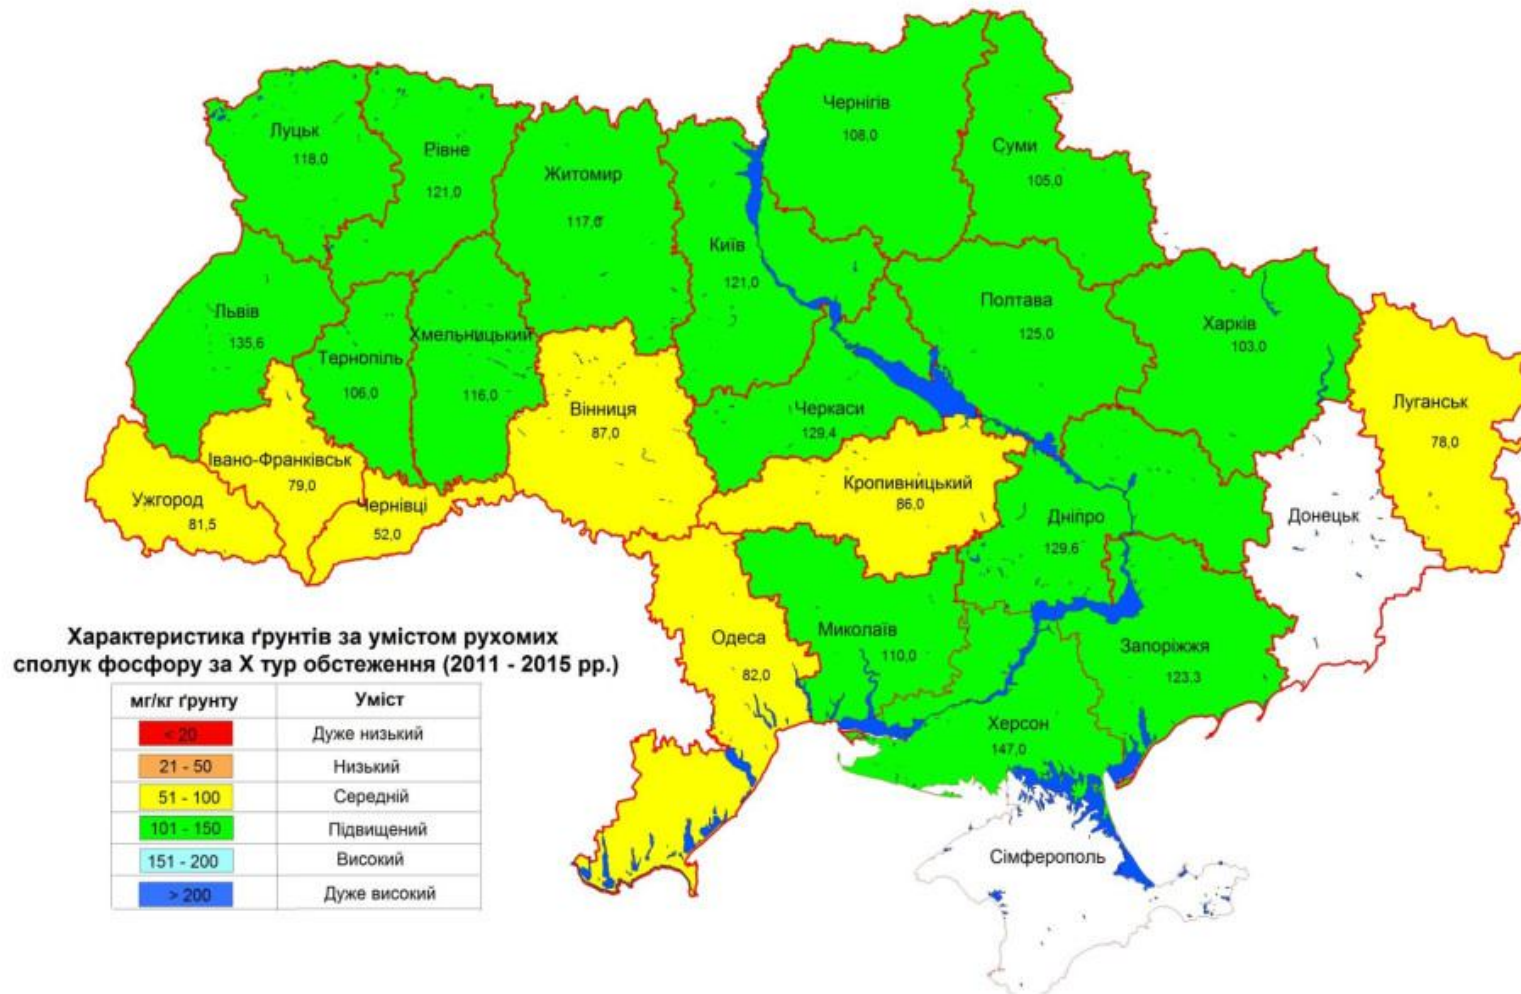 Чернігів
108,0
Суми
105,0
Луцьк
118,0
Рівне
121,0
Житомир
117,0
Київ
121,0
Полтава
125,0
Харків
103,0
Львів
135,6
Тернопіль
106,0
Хмельницький
116,0
Вінниця
87,0
Черкаси
129,4
Луганськ
78,0
Івано-Франківськ
79,0
Ужгород
81,5
Чернівці
52,0
Кропивницький
86,0
Дніпро
129,6
Донецьк
Одеса
82,0
Миколаїв
110,0
Запоріжжя
123,3
Херсон
147,0
Сімферополь
Характеристика ґрунтів за умістом рухомих
сполук фосфору за X тур обстеження (2011 - 2015 рр.)
мг/кг ґрунту Уміст
< 20 Дуже низький
21 - 50 Низький
51 - 100 Середній
101 - 150 Підвищений
151 - 200 Високий
> 200 Дуже високий